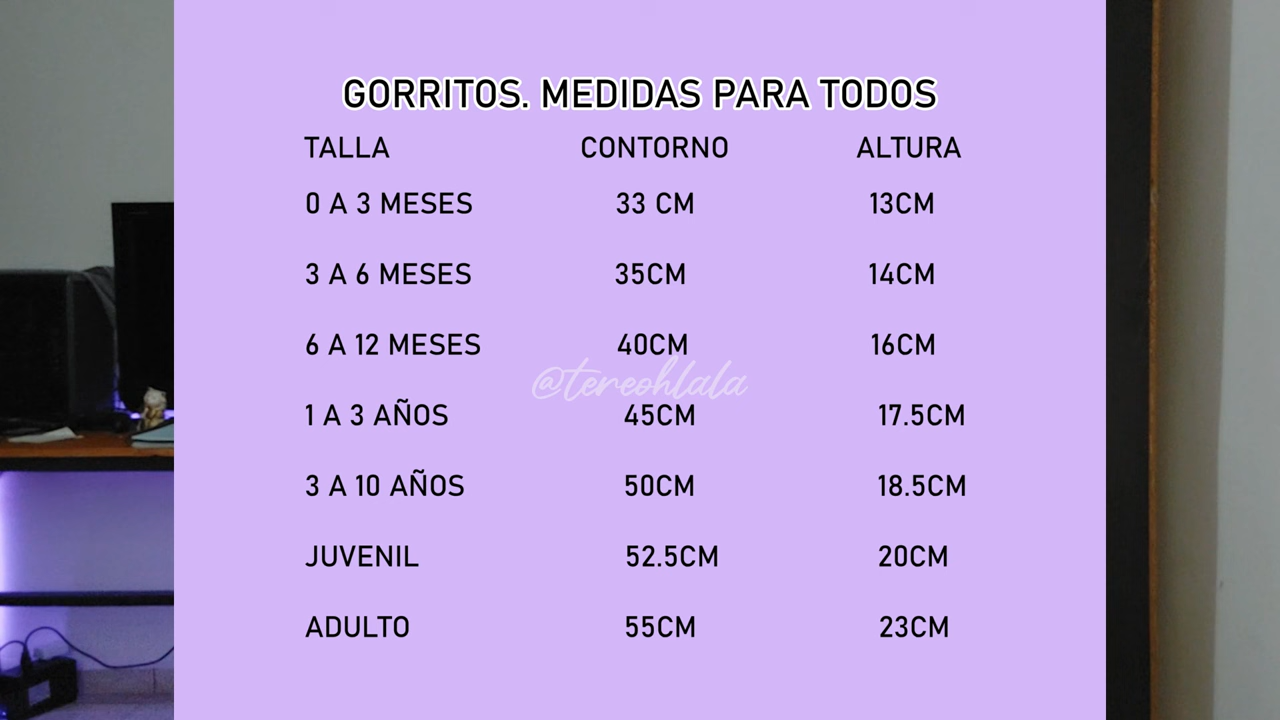 GORRITOS. MEDIDAS PARA TODOS
TALLA CONTORNO ALTURA
0 A 3 MESES 33 CM 13CM
3 A 6 MESES 35CM 14CM
6 A 12 MESES 40CM 16CM
@tereohlala
1 A 3 AÑOS 45CM 17.5CM
3 A 10 AÑOS 50CM 18.5CM
JUVENIL 52.5CM 20CM
ADULTO 55CM 23CM